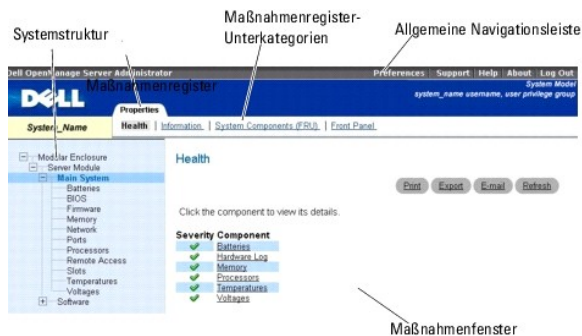 Systemstruktur
Maßnahmenregister-
Unterkategorien
Allgemeine Navigationsleiste
Dell OpenManage Server Administrator
Preferences Support Help About Log Out
DELL
Maßnahmenregister
System Model
system_name username, user privilege group
Properties
System_Name
Health Information System Components (FRU) Front Panel
Modular Enclosure
Server Module
Main System
Batteries
BIOS
Firmware
Memory
Network
Ports
Processors
Remote Access
Slots
Temperatures
Voltages
Software
Health
Print Export E-mail Refresh
Click the component to view its details.
Severity Component
Batteries
Hardware Log
Memory
Processors
Temperatures
Voltages
Maßnahmenfenster